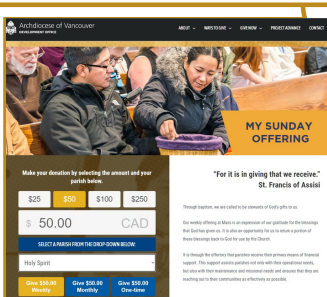 Archdiocese of Vancouver
DEVELOPMENT OFFICE
ABOUT WAYS TO GIVE GIVE NOW PROJECT ADVANCE CONTACT
MY SUNDAY
OFFERING
Make your donation by selecting the amount and your
parish below.
$25 $50 $100 $250
$ 50.00 CAD
SELECT A PARISH FROM THE DROP-DOWN BELOW:
Holy Spirit
Give $50.00
Weekly
Give $50.00
Monthly
Give $50.00
One-time
"For it is in giving that we receive."
St. Francis of Assisi
Through baptism, we are called to be stewards of God's gifts to us.
Our weekly offering at Mass is an expression of our gratitude for the blessings
that God has given us. It is also an opportunity for us to return a portion of
these blessings back to God for use by His Church.
It is through the offertory that parishes receive their primary means of financial
support. This support assists parishes not only with their operational needs,
but also with their maintenance and missional needs and ensures that they are
reaching out to their communities as effectively as possible.